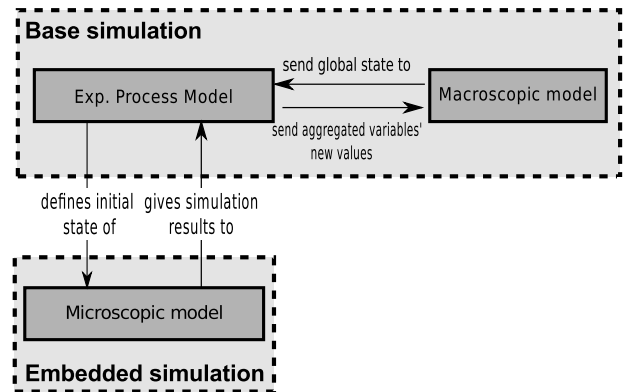 Base simulation
send global state to
Exp. Process Model
Macroscopic model
send aggregated variables'
new values
defines initial
state of
gives simulation
results to
Microscopic model
Embedded simulation